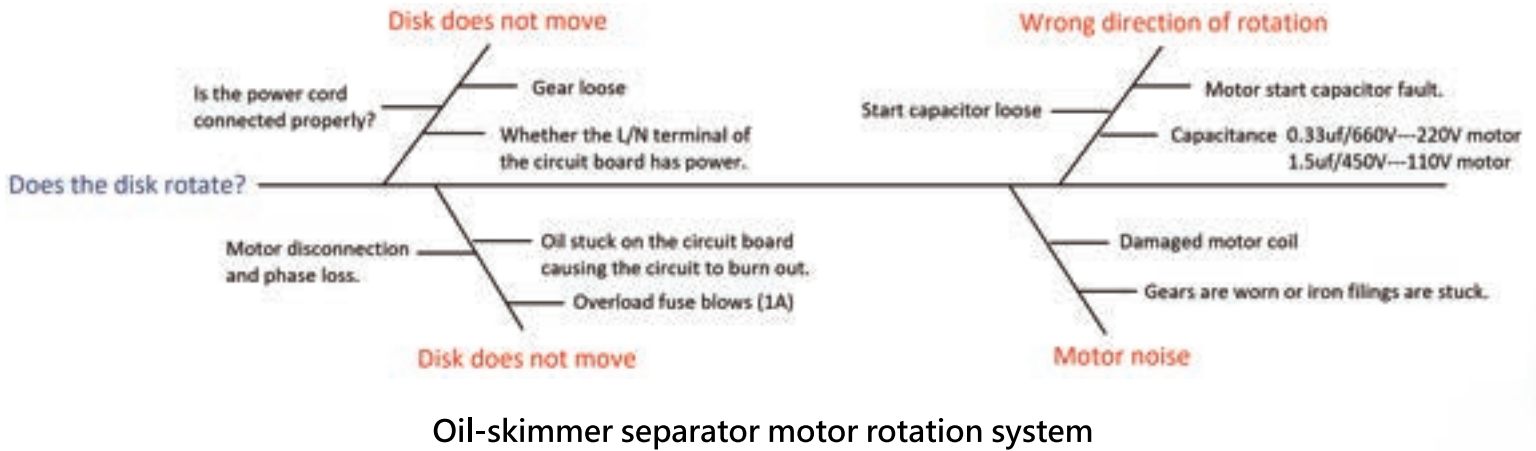 Disk does not move
Wrong direction of rotation
Is the power cord
connected properly?
Gear loose
Whether the L/N terminal of
the circuit board has power.
Start capacitor loose
Motor start capacitor fault.
Capacitance 0.33uf/660V---220V motor
1.5uf/450V---110V motor
Does the disk rotate?
Motor disconnection
and phase loss.
Oil stuck on the circuit board
causing the circuit to burn out.
Overload fuse blows (1A)
Damaged motor coil
Gears are worn or iron filings are stuck.
Disk does not move
Motor noise
Oil-skimmer separator motor rotation system